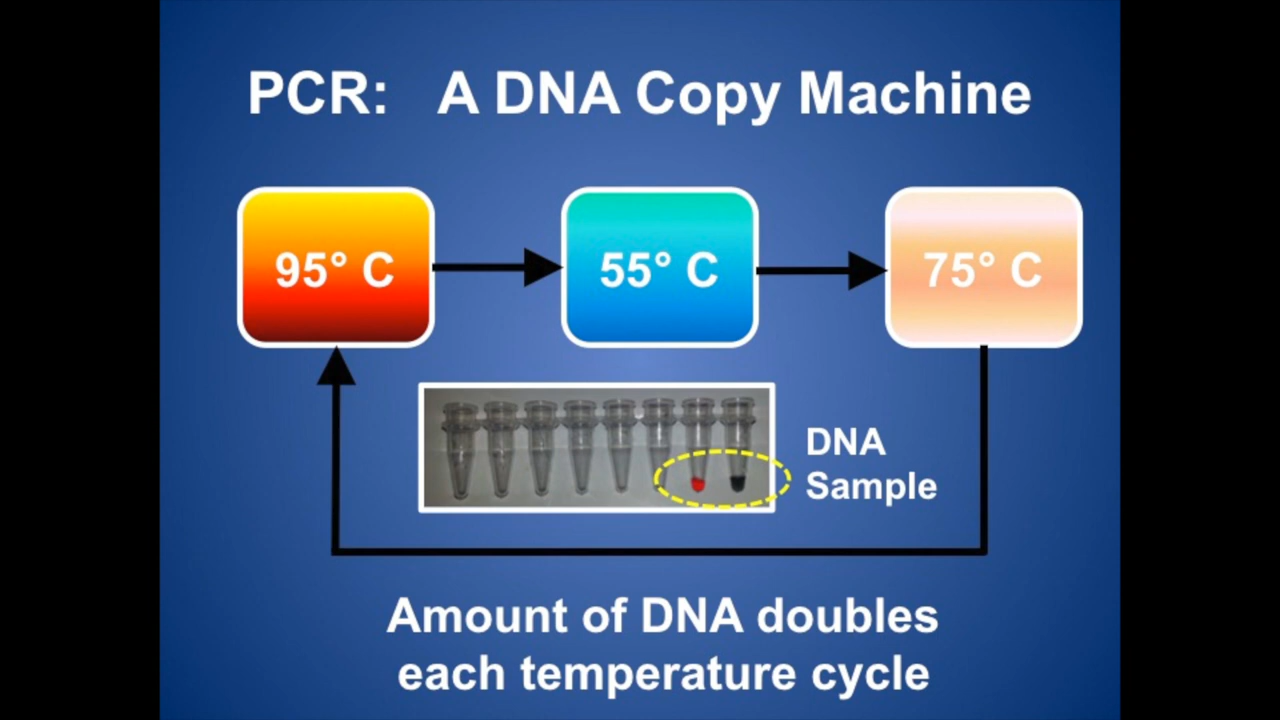 PCR: A DNA Copy Machine
95° C
55° C
75° C
DNA
Sample
Amount of DNA doubles
each temperature cycle